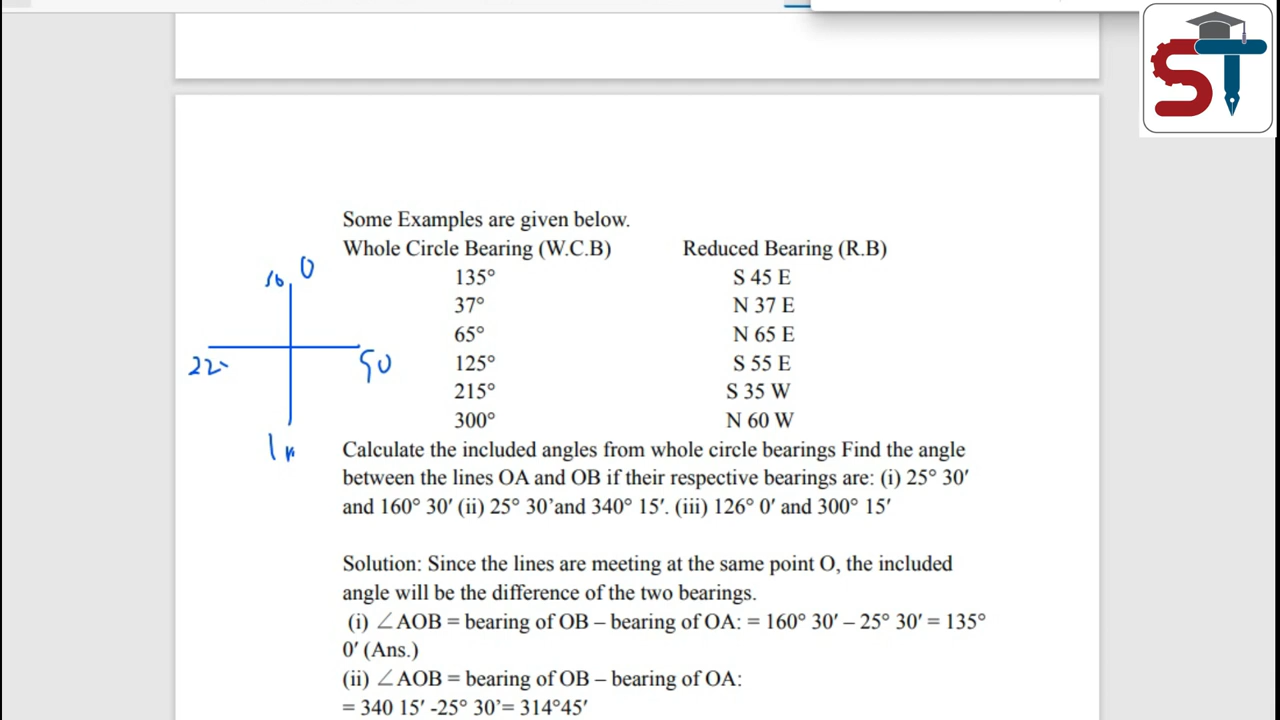 ST
Some Examples are given below.
Whole Circle Bearing (W.C.B) Reduced Bearing (R.B)
135° S 45 E
37° N 37 E
65° N 65 E
125° S 55 E
215° S 35 W
300° N 60 W
0
90
Calculate the included angles from whole circle bearings Find the angle
between the lines OA and OB if their respective bearings are: (i) 25° 30′
and 160° 30′ (ii) 25° 30’and 340° 15′. (iii) 126° 0′ and 300° 15′
Solution: Since the lines are meeting at the same point O, the included
angle will be the difference of the two bearings.
(i) ∠AOB = bearing of OB – bearing of OA: = 160° 30′ – 25° 30′ = 135°
0′ (Ans.)
(ii) ∠AOB = bearing of OB – bearing of OA:
= 340 15′ -25° 30’= 314°45′